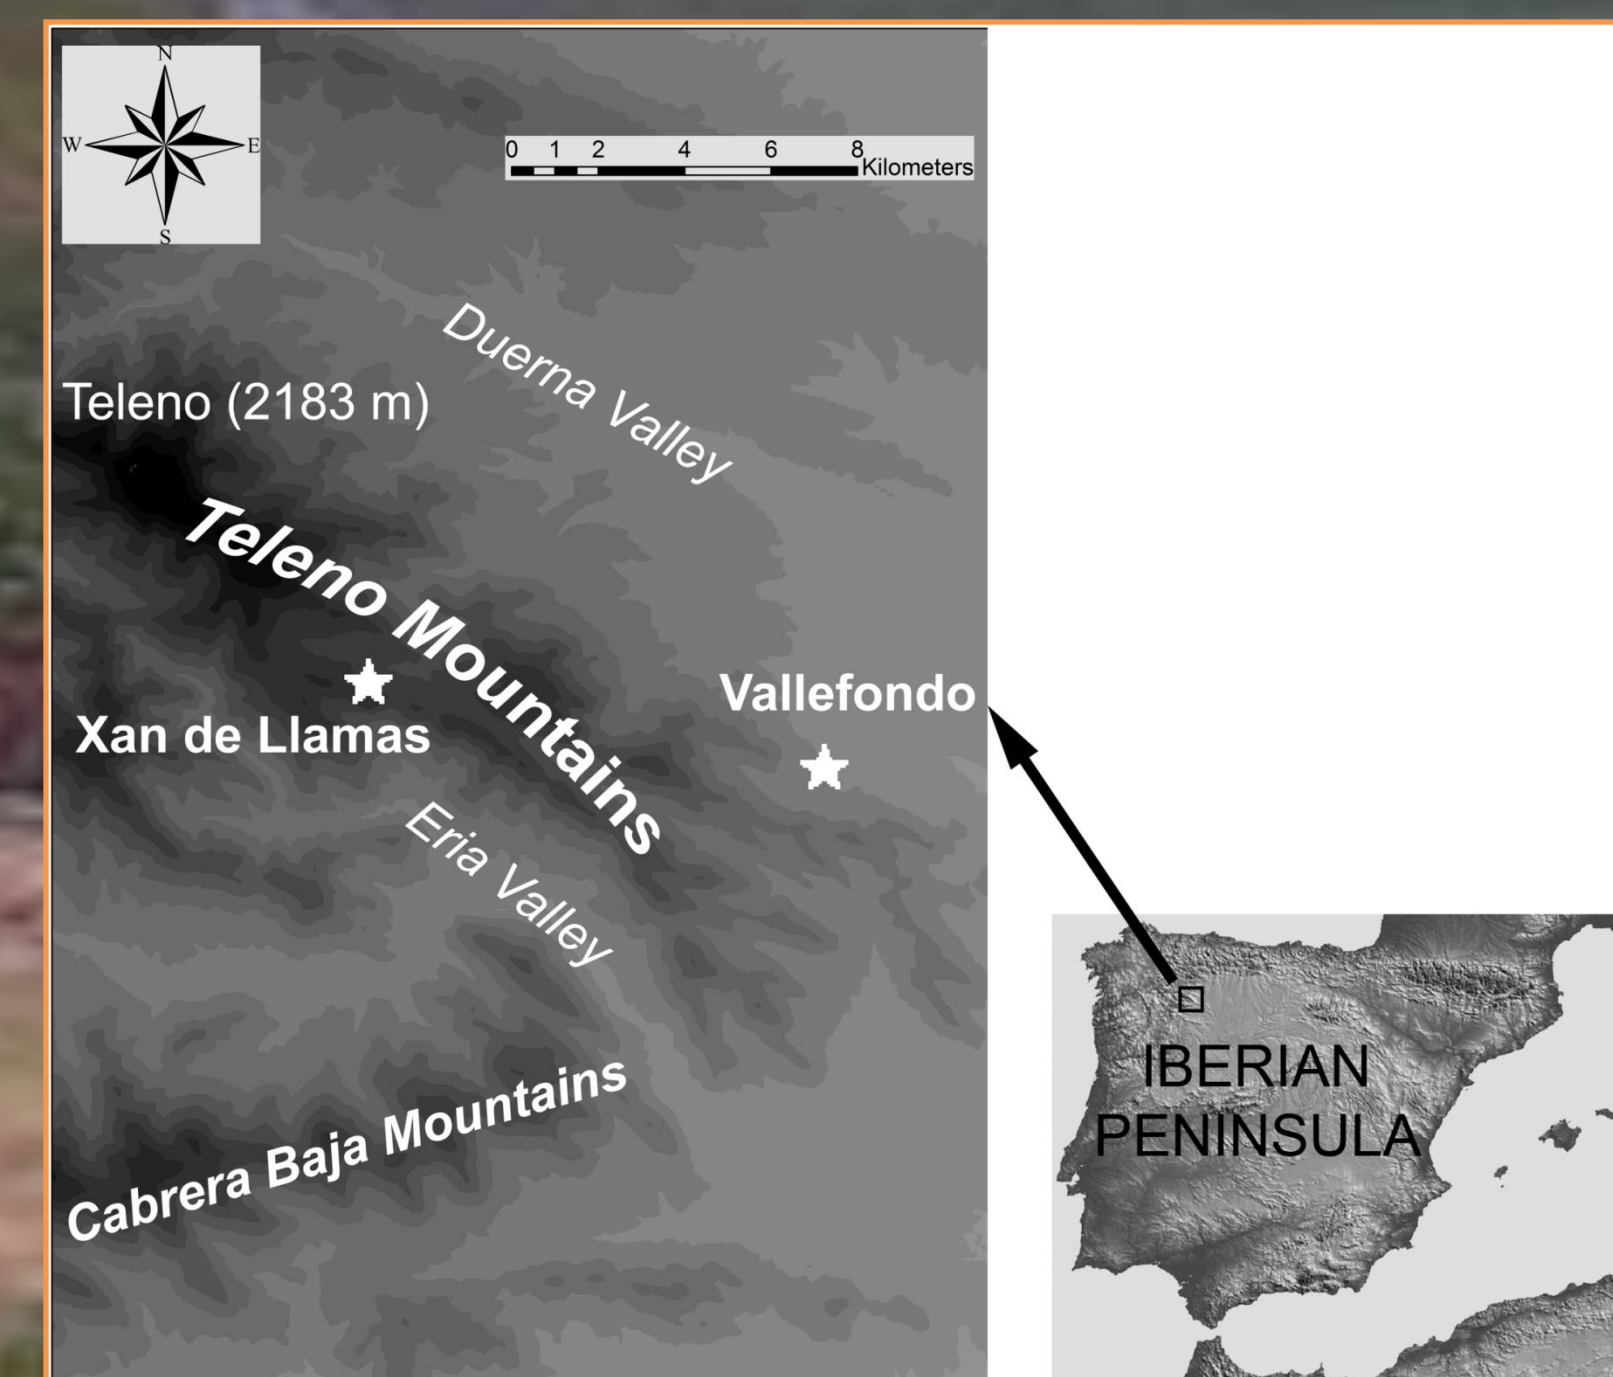 N
W E
S
0 1 2 4 6 8
Kilometers
Duerna Valley
Teleno (2183 m)
Teleno Mountains
Vallefondo
Xan de Llamas
Eria Valley
Cabrera Baja Mountains
IBERIAN
PENINSULA